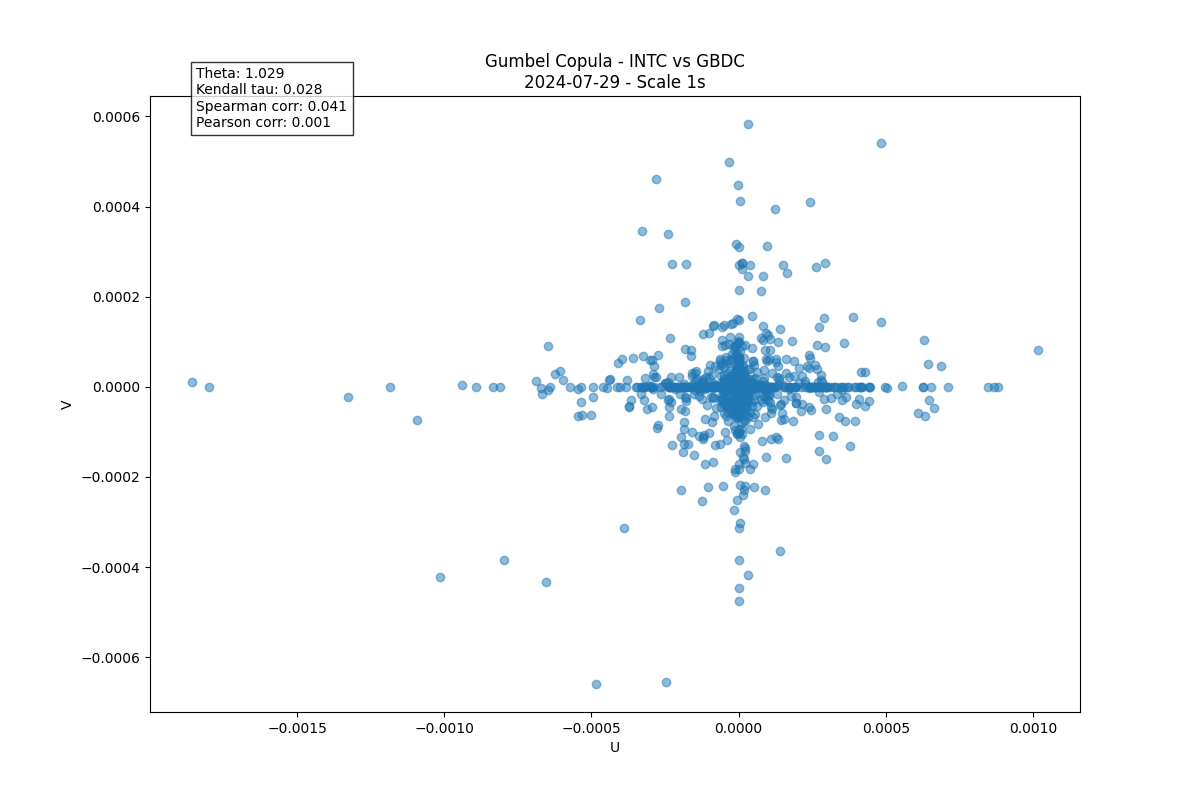 Gumbel Copula - INTC vs GBDC
2024-07-29 - Scale 1s
Theta: 1.029
Kendall tau: 0.028
Spearman corr: 0.041
Pearson corr: 0.001
0.0006
0.0004
0.0002
0.0000
−0.0002
−0.0004
−0.0006
V
−0.0015
−0.0010
−0.0005
0.0000
0.0005
0.0010
U